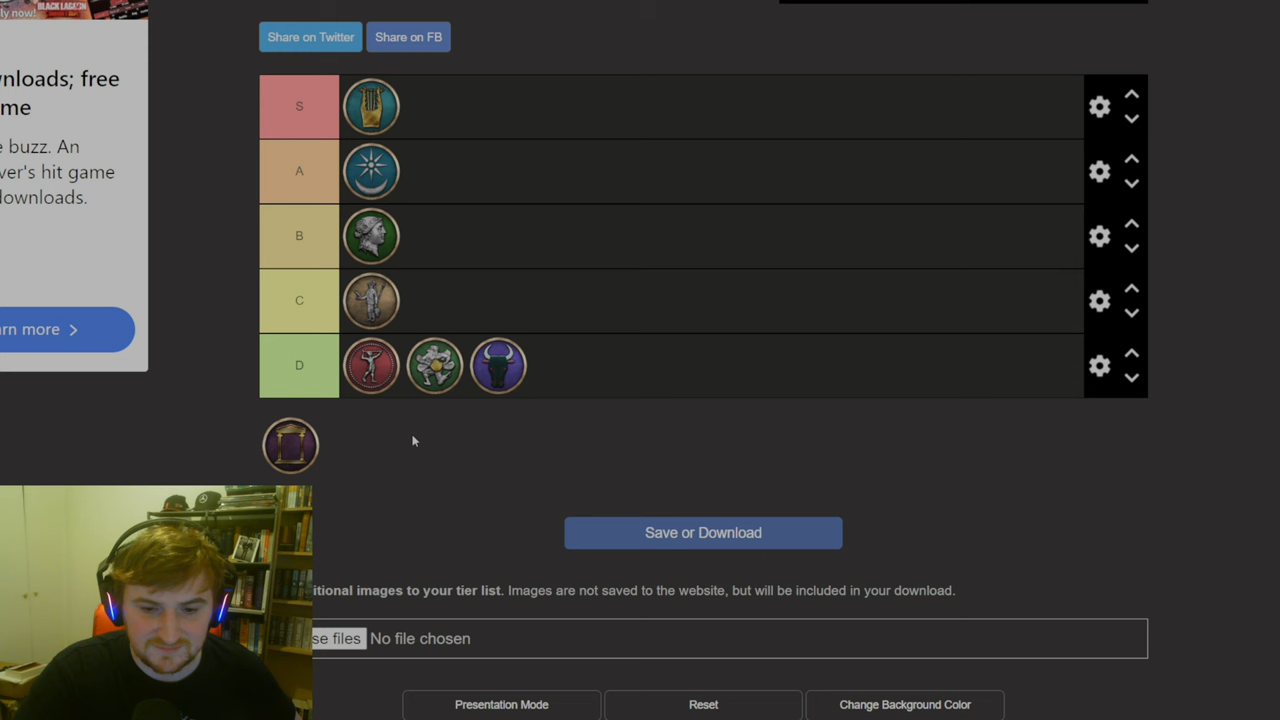 BLACK LAGOON
ly now!
Share on Twitter
Share on FB
nloads; free
me
e buzz. An
ver's hit game
downloads.
arn more
S
A
B
C
D
Save or Download
itional images to your tier list. Images are not saved to the website, but will be included in your download.
se files No file chosen
Presentation Mode
Reset
Change Background Color